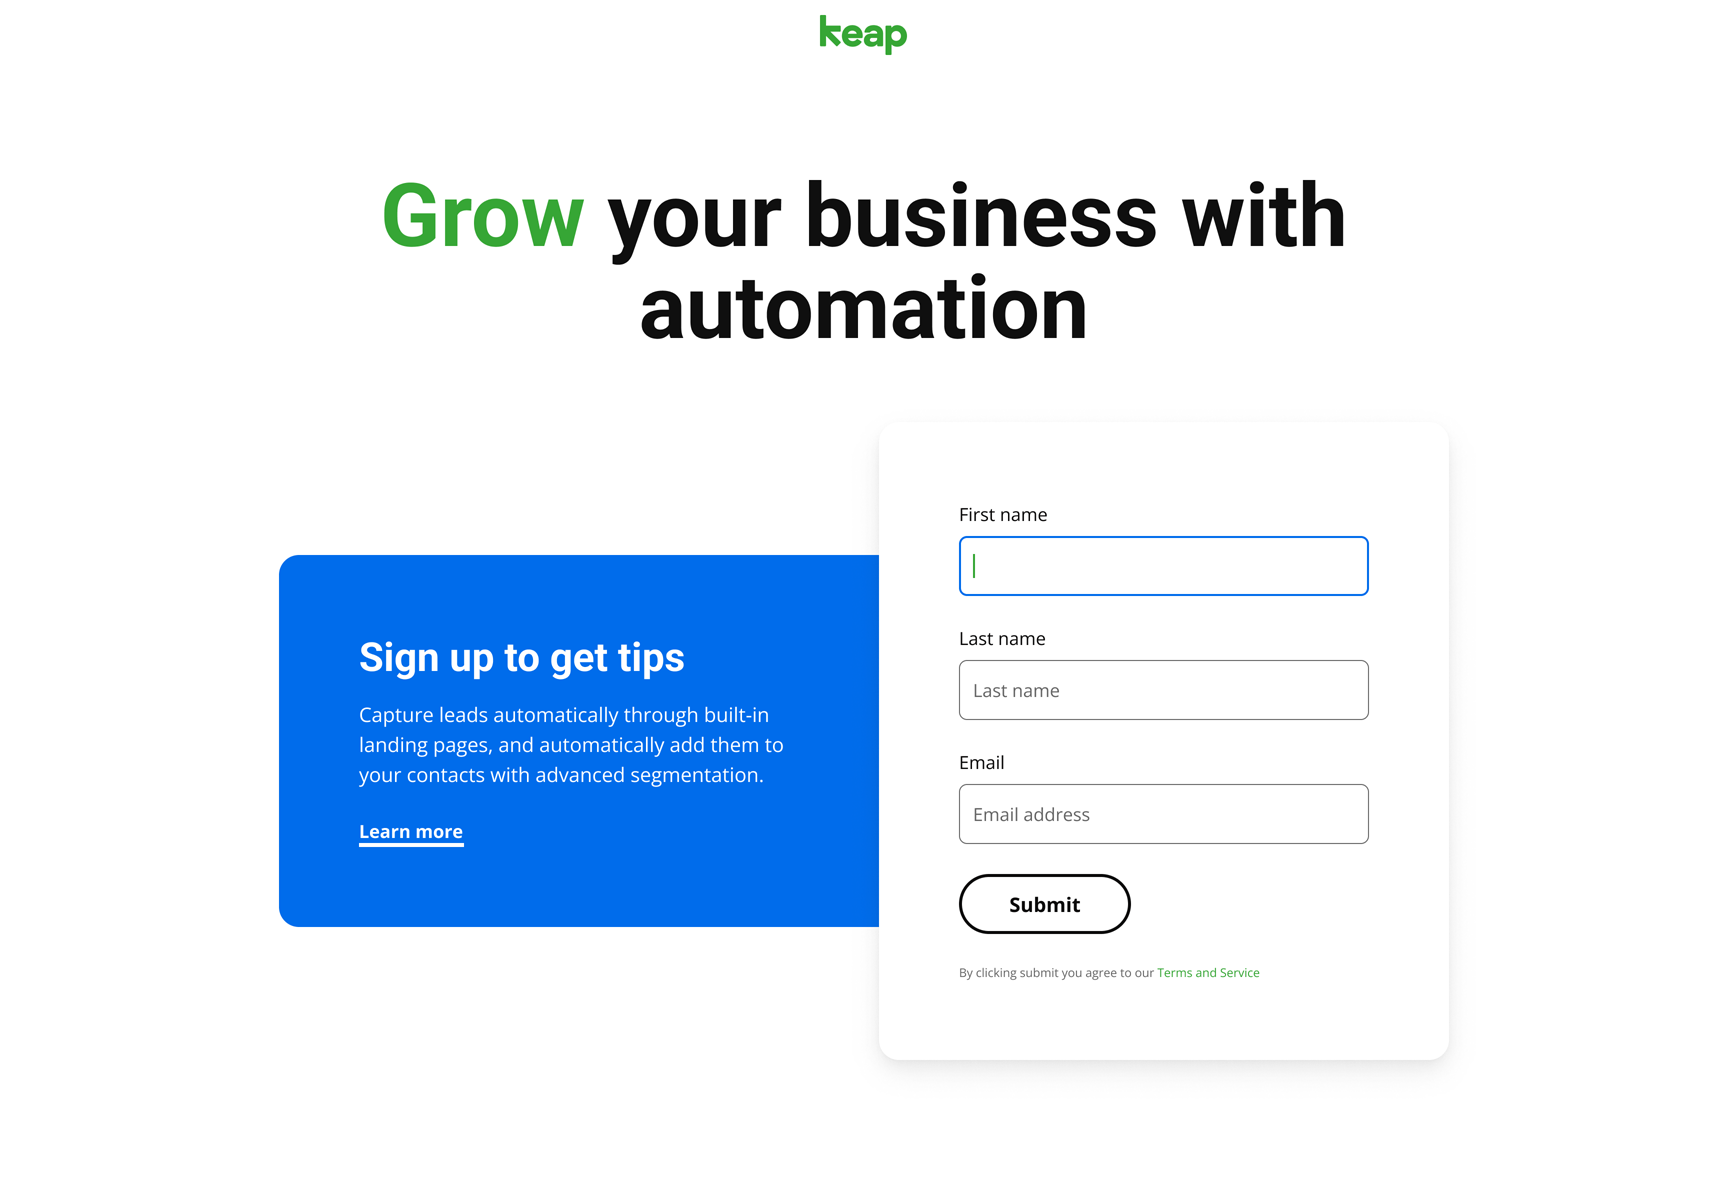 keap
Grow your business with
automation
Sign up to get tips
Capture leads automatically through built-in
landing pages, and automatically add them to
your contacts with advanced segmentation.
Learn more
First name
Last name
Last name
Email
Email address
Submit
By clicking submit you agree to our Terms and Service